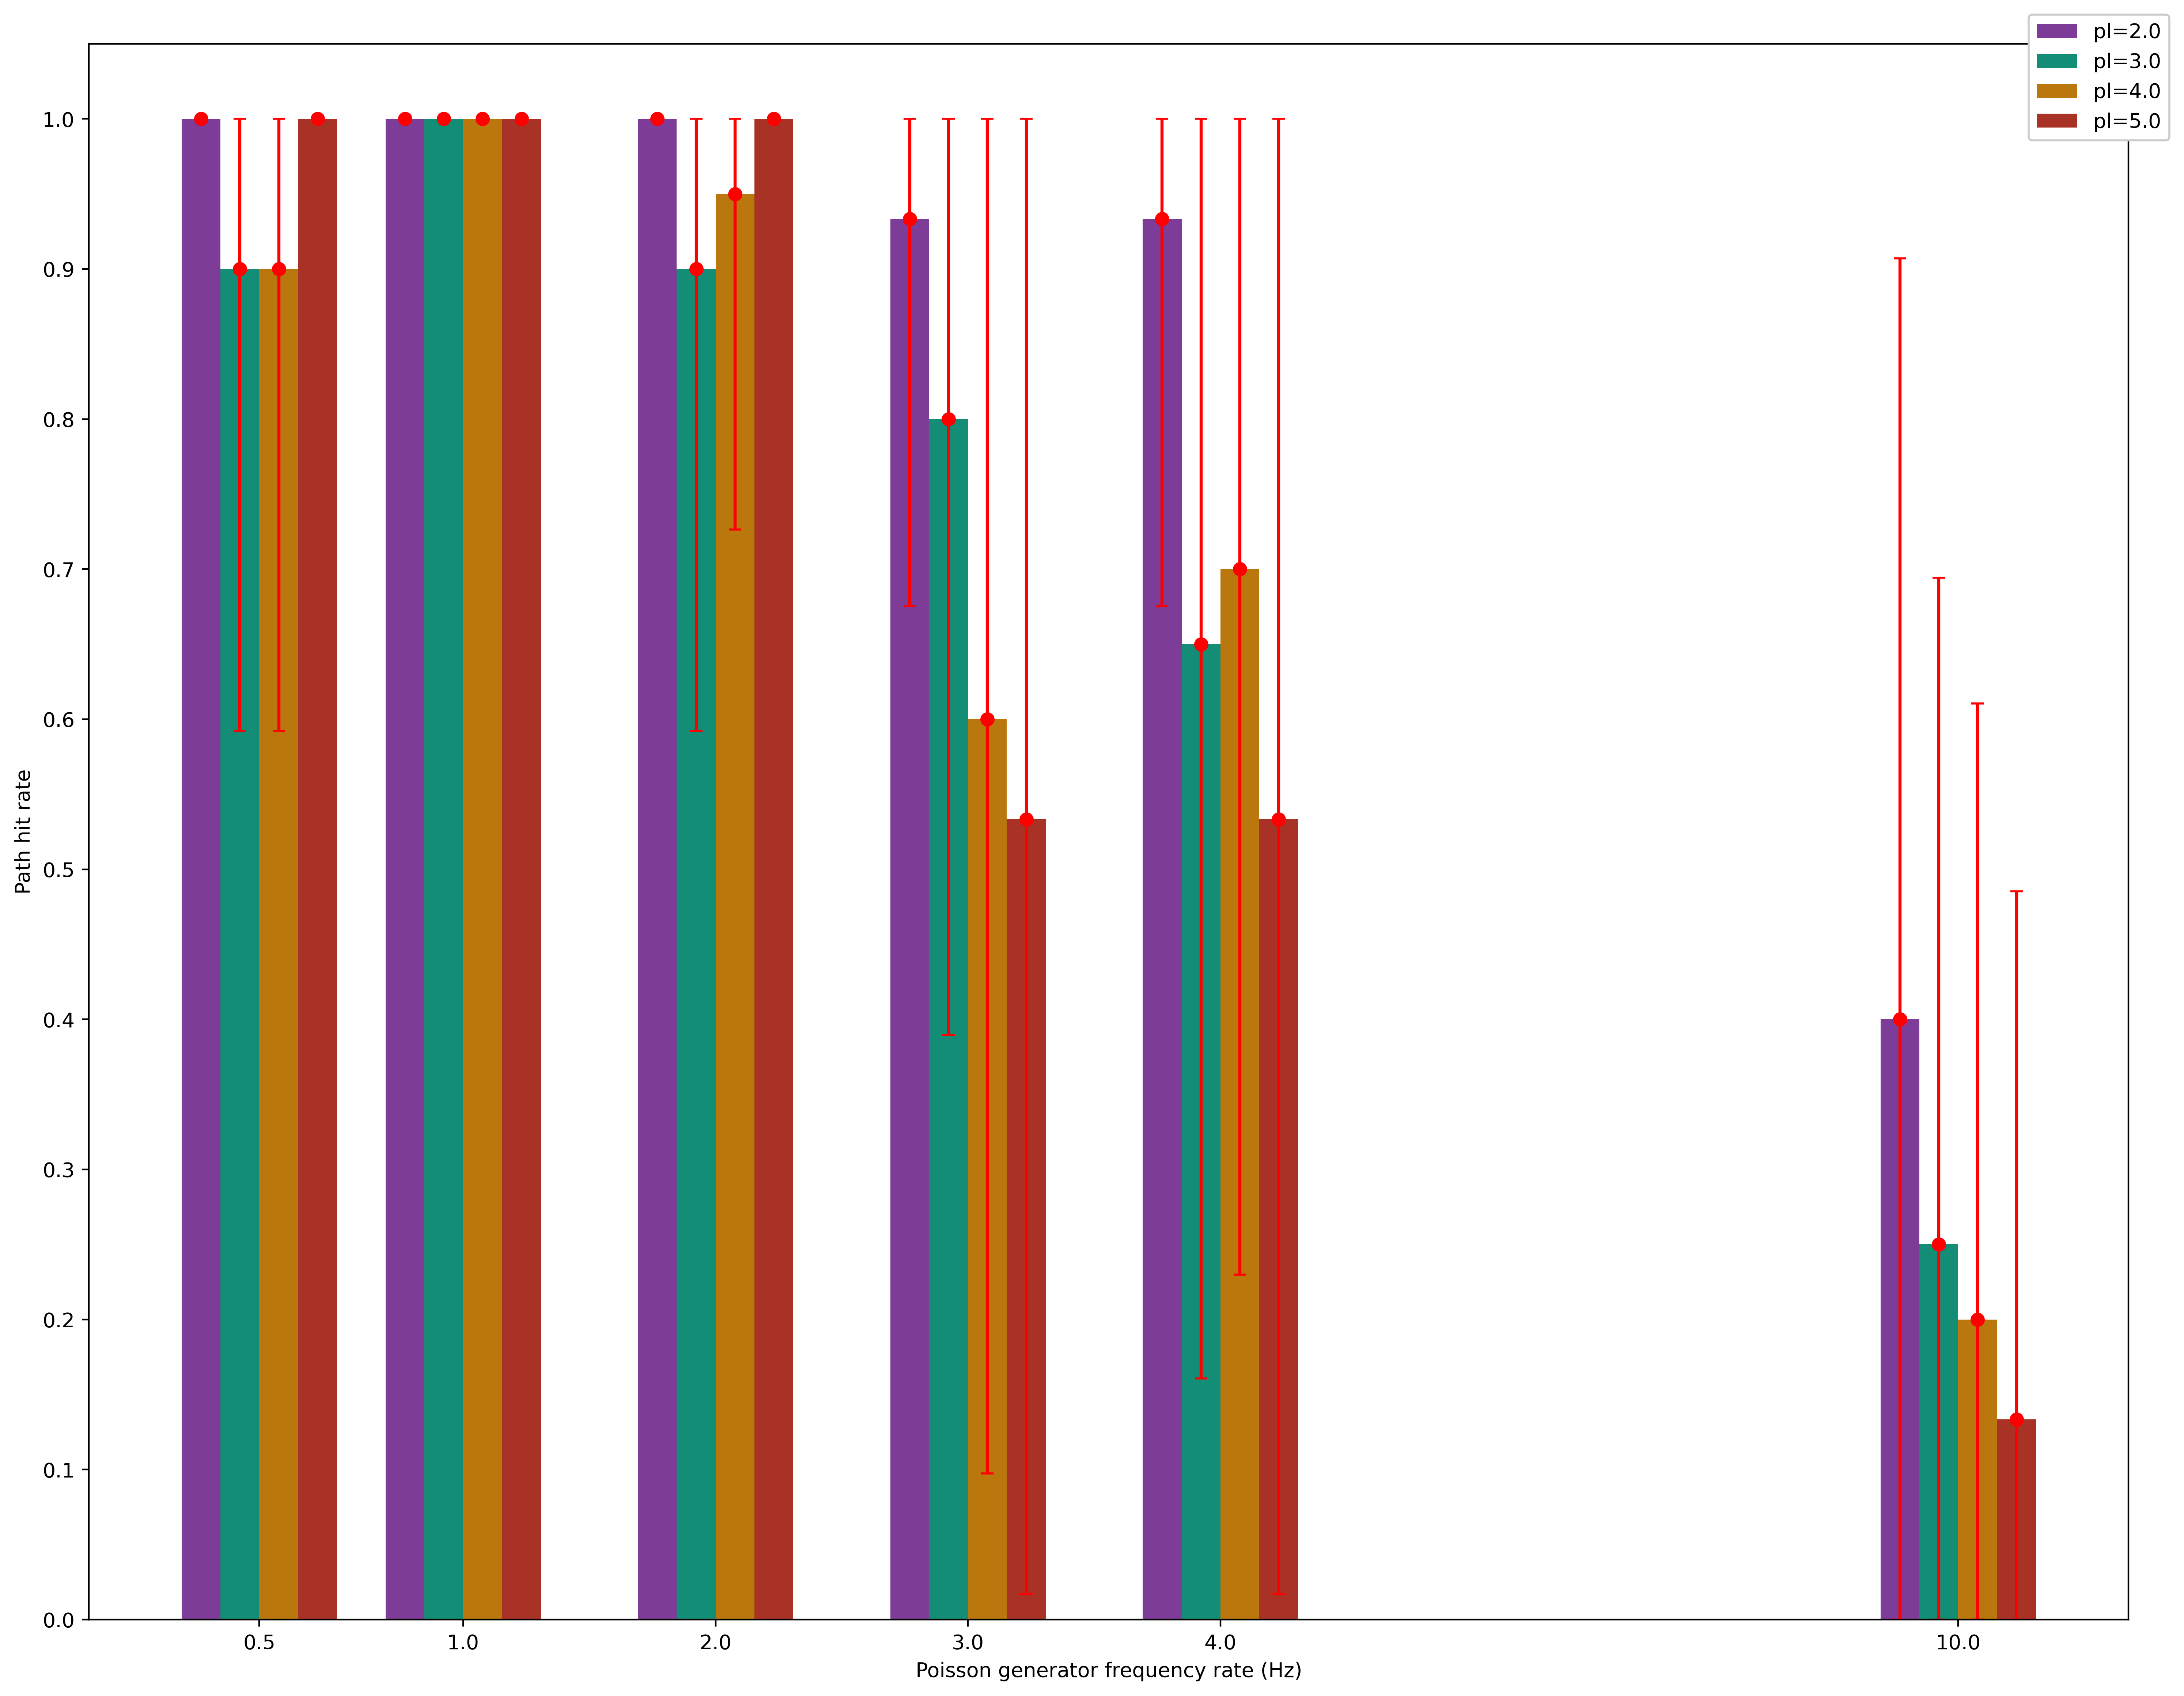 pl=2.0
pl=3.0
pl=4.0
pl=5.0
1.0
0.9
0.8
0.7
0.6
0.5
0.4
0.3
0.2
0.1
0.0
Path hit rate
0.5 1.0 2.0 3.0 4.0 10.0
Poisson generator frequency rate (Hz)